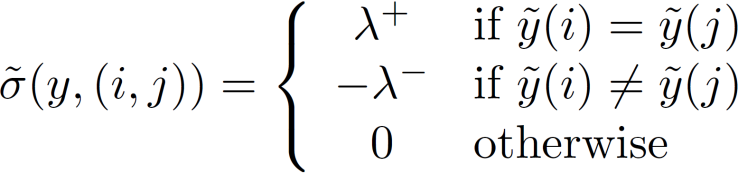 σ̃(y, (i, j)) = { λ⁺ if ỹ(i) = ỹ(j)
−λ⁻ if ỹ(i) ≠ ỹ(j)
0 otherwise